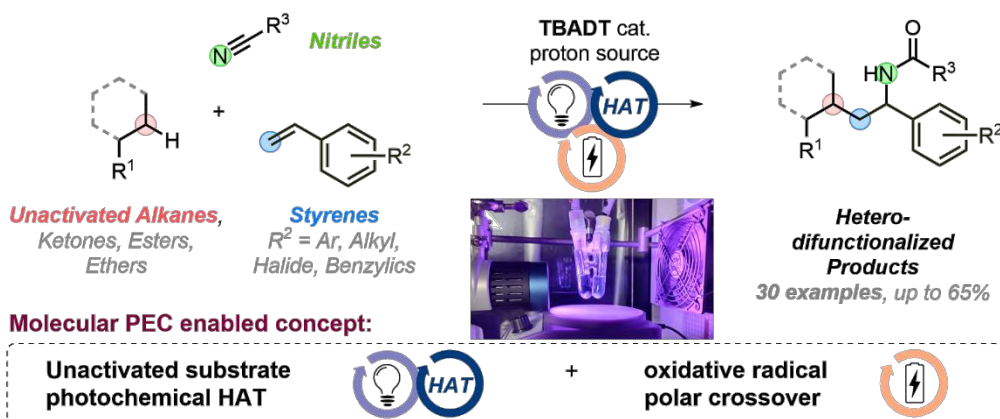 R³
N
Nitriles
TBADT cat.
proton source
HAT
O
HN
R³
+
H
R¹
R²
R¹
R²
Unactivated Alkanes,
Ketones, Esters,
Ethers
Styrenes
R² = Ar, Alkyl,
Halide, Benzylics
Hetero-
difunctionalized
Products
30 examples, up to 65%
Molecular PEC enabled concept:
Unactivated substrate
photochemical HAT
HAT
+
oxidative radical
polar crossover